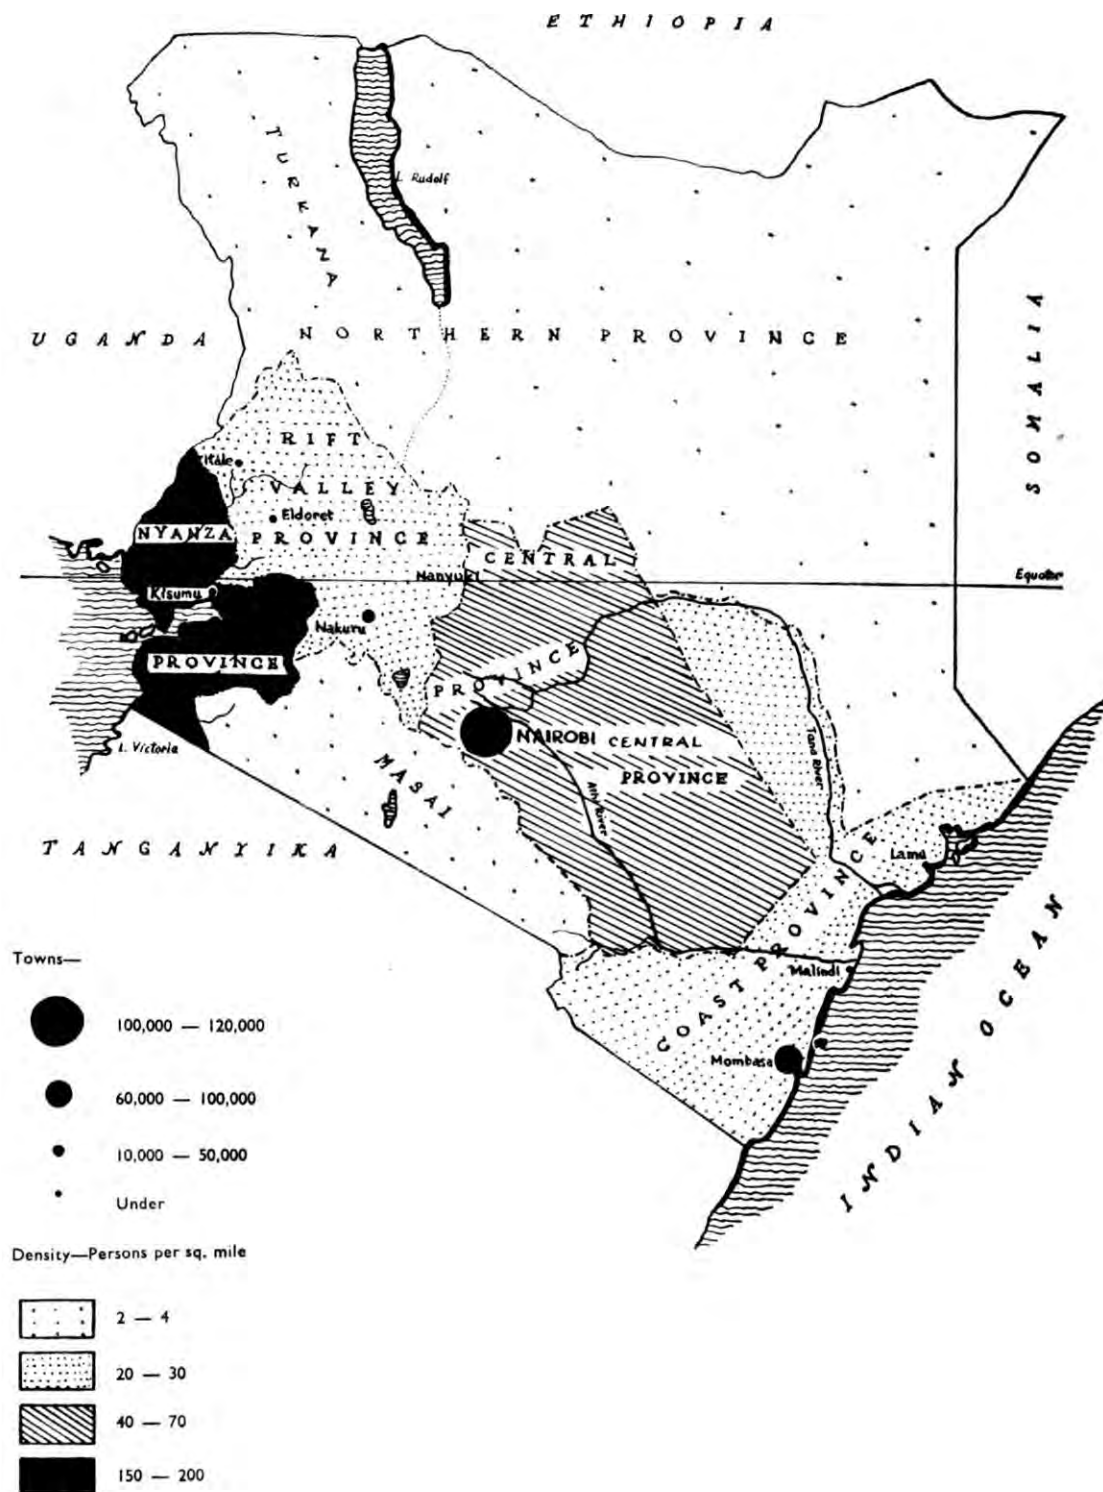 ETHIOPIA
TURKANA
L. Rudolf
UGANDA
NORTHERN PROVINCE
SOMALIA
RIFT
VALLEY
PROVINCE
Kitale
Eldoret
NYANZA
PROVINCE
CENTRAL
PROVINCE
Nanyuki
Equator
Kisumu
Nakuru
NAIROBI
CENTRAL
PROVINCE
Tana River
Athi River
L. Victoria
MASAI
TANGANYIKA
Lamu
COAST PROVINCE
Malindi
Mombasa
INDIAN OCEAN
Towns—
100,000 — 120,000
60,000 — 100,000
10,000 — 50,000
Under
Density—Persons per sq. mile
2 — 4
20 — 30
40 — 70
150 — 200